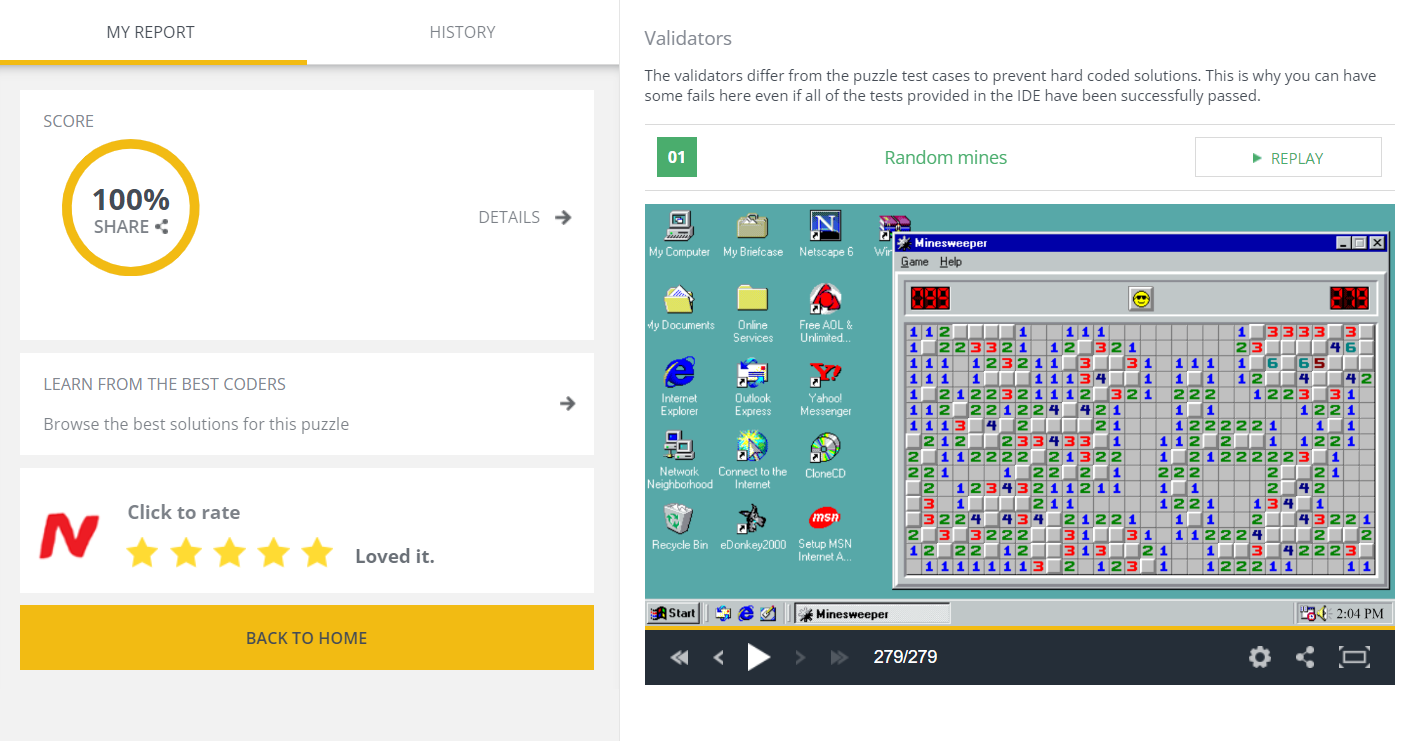 MY REPORT
HISTORY
SCORE
100%
SHARE
DETAILS
LEARN FROM THE BEST CODERS
Browse the best solutions for this puzzle
Click to rate
Loved it.
BACK TO HOME
Validators
The validators differ from the puzzle test cases to prevent hard coded solutions. This is why you can have
some fails here even if all of the tests provided in the IDE have been successfully passed.
01
Random mines
REPLAY
My Computer
My Briefcase
Netscape 6
Minesweeper
Game Help
My Documents
Online
Services
Free AOL &
Unlimited...
Internet
Explorer
Outlook
Express
Yahoo!
Messenger
Network
Neighborhood
Connect to the
Internet
CloneCD
Recycle Bin
eDonkey2000
msn
Setup MSN
Internet A...
Start
Minesweeper
2:04 PM
279/279